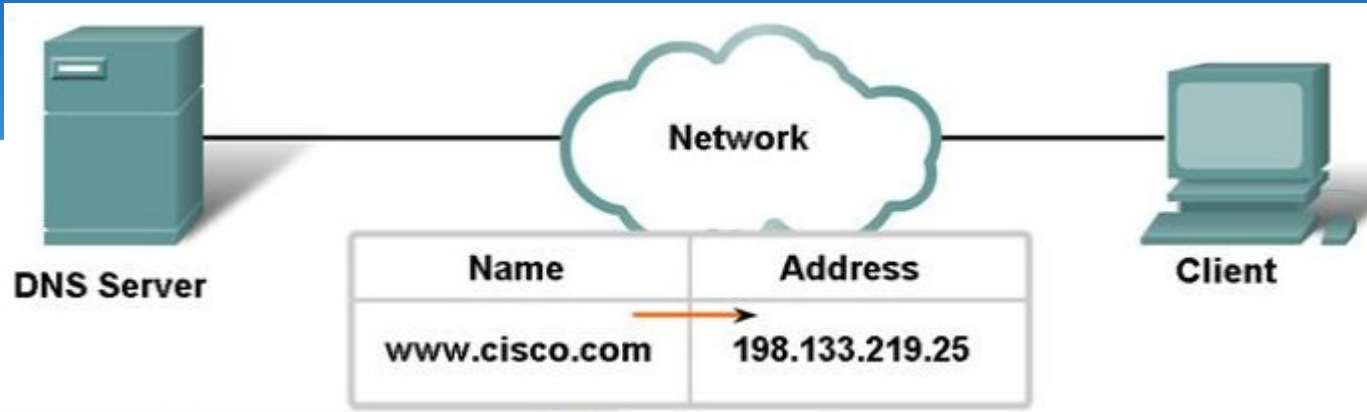 Network
DNS Server
Client
Name Address
www.cisco.com 198.133.219.25